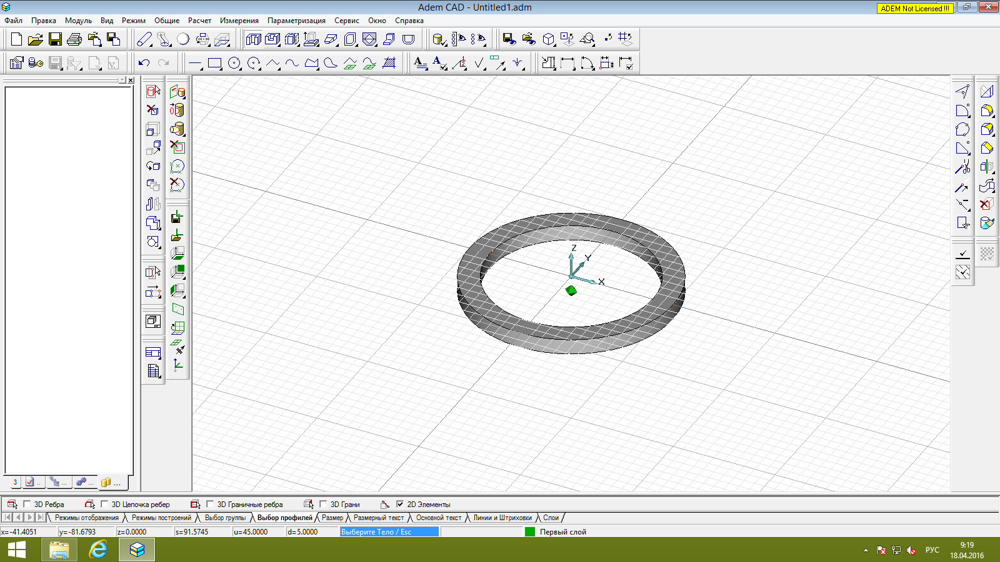 Adem CAD - Untitled1.adm
ADEM Not Licensed !!!
Файл Правка Модуль Вид Режим Общие Расчет Измерения Параметризация Сервис Окно Справка
Z
Y
X
3 .. ... ... ...
3D Ребра 3D Цепочка ребер 3D Граничные ребра 3D Грани 2D Элементы
Режимы отображения Режимы построений Выбор группы Выбор профилей Размер Размерный текст Основной текст Линии и Штриховки Слои
x=-41.4051 y=-81.6793 z=0.0000 s=91.5745 u=45.0000 d=5.0000 Выберите Тело / Esc Первый слой
РУС
9:19
18.04.2016